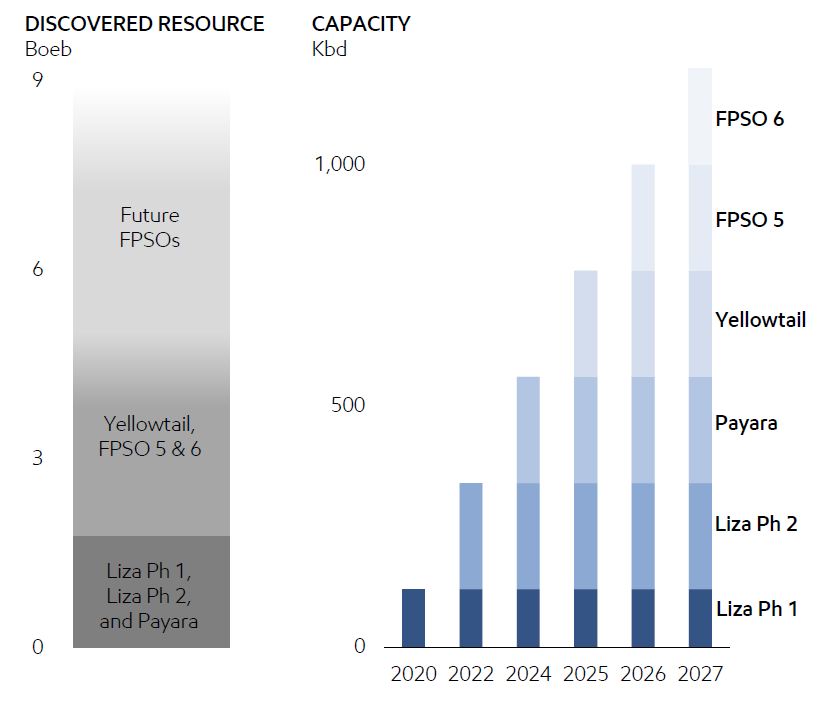 DISCOVERED RESOURCE
Boeb
9
6
3
0
Future
FPSOs
Yellowtail,
FPSO 5 & 6
Liza Ph 1,
Liza Ph 2,
and Payara
CAPACITY
Kbd
1,000
500
0
FPSO 6
FPSO 5
Yellowtail
Payara
Liza Ph 2
Liza Ph 1
2020 2022 2024 2025 2026 2027